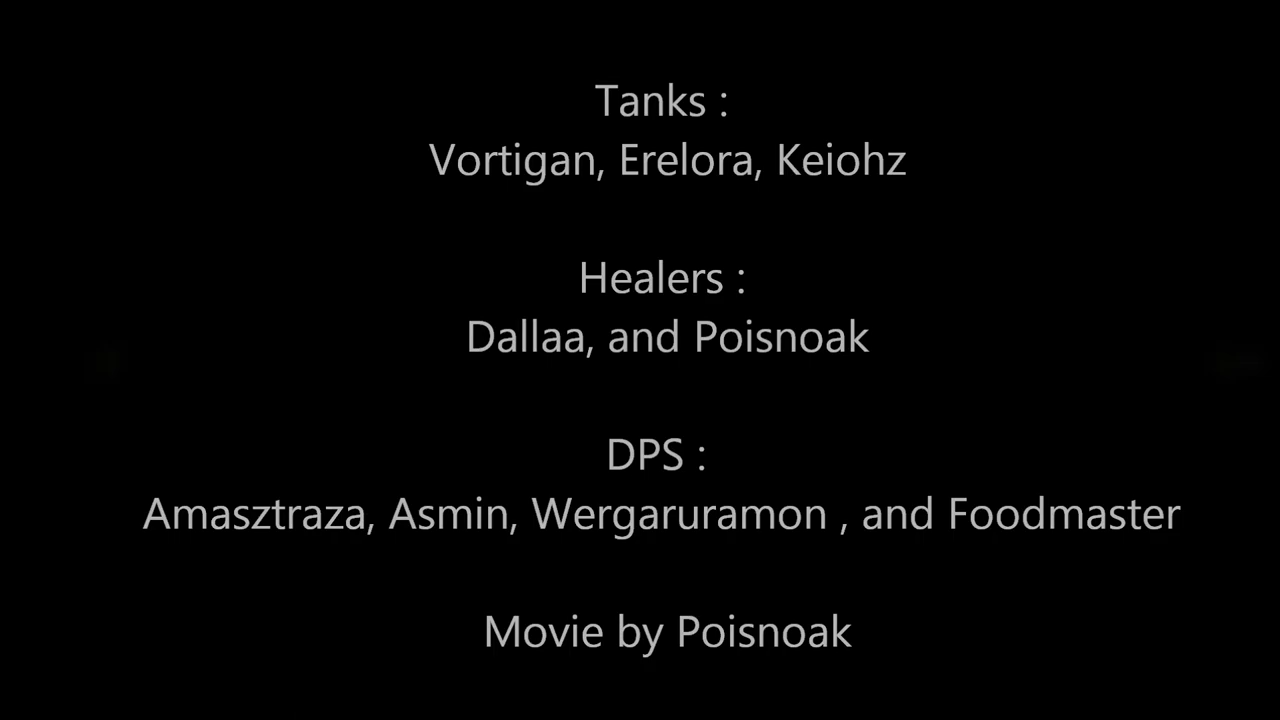 Tanks :
Vortigan, Erelora, Keiohz
Healers :
Dallaa, and Poisnoak
DPS :
Amasztraza, Asmin, Wergaruramon , and Foodmaster
Movie by Poisnoak